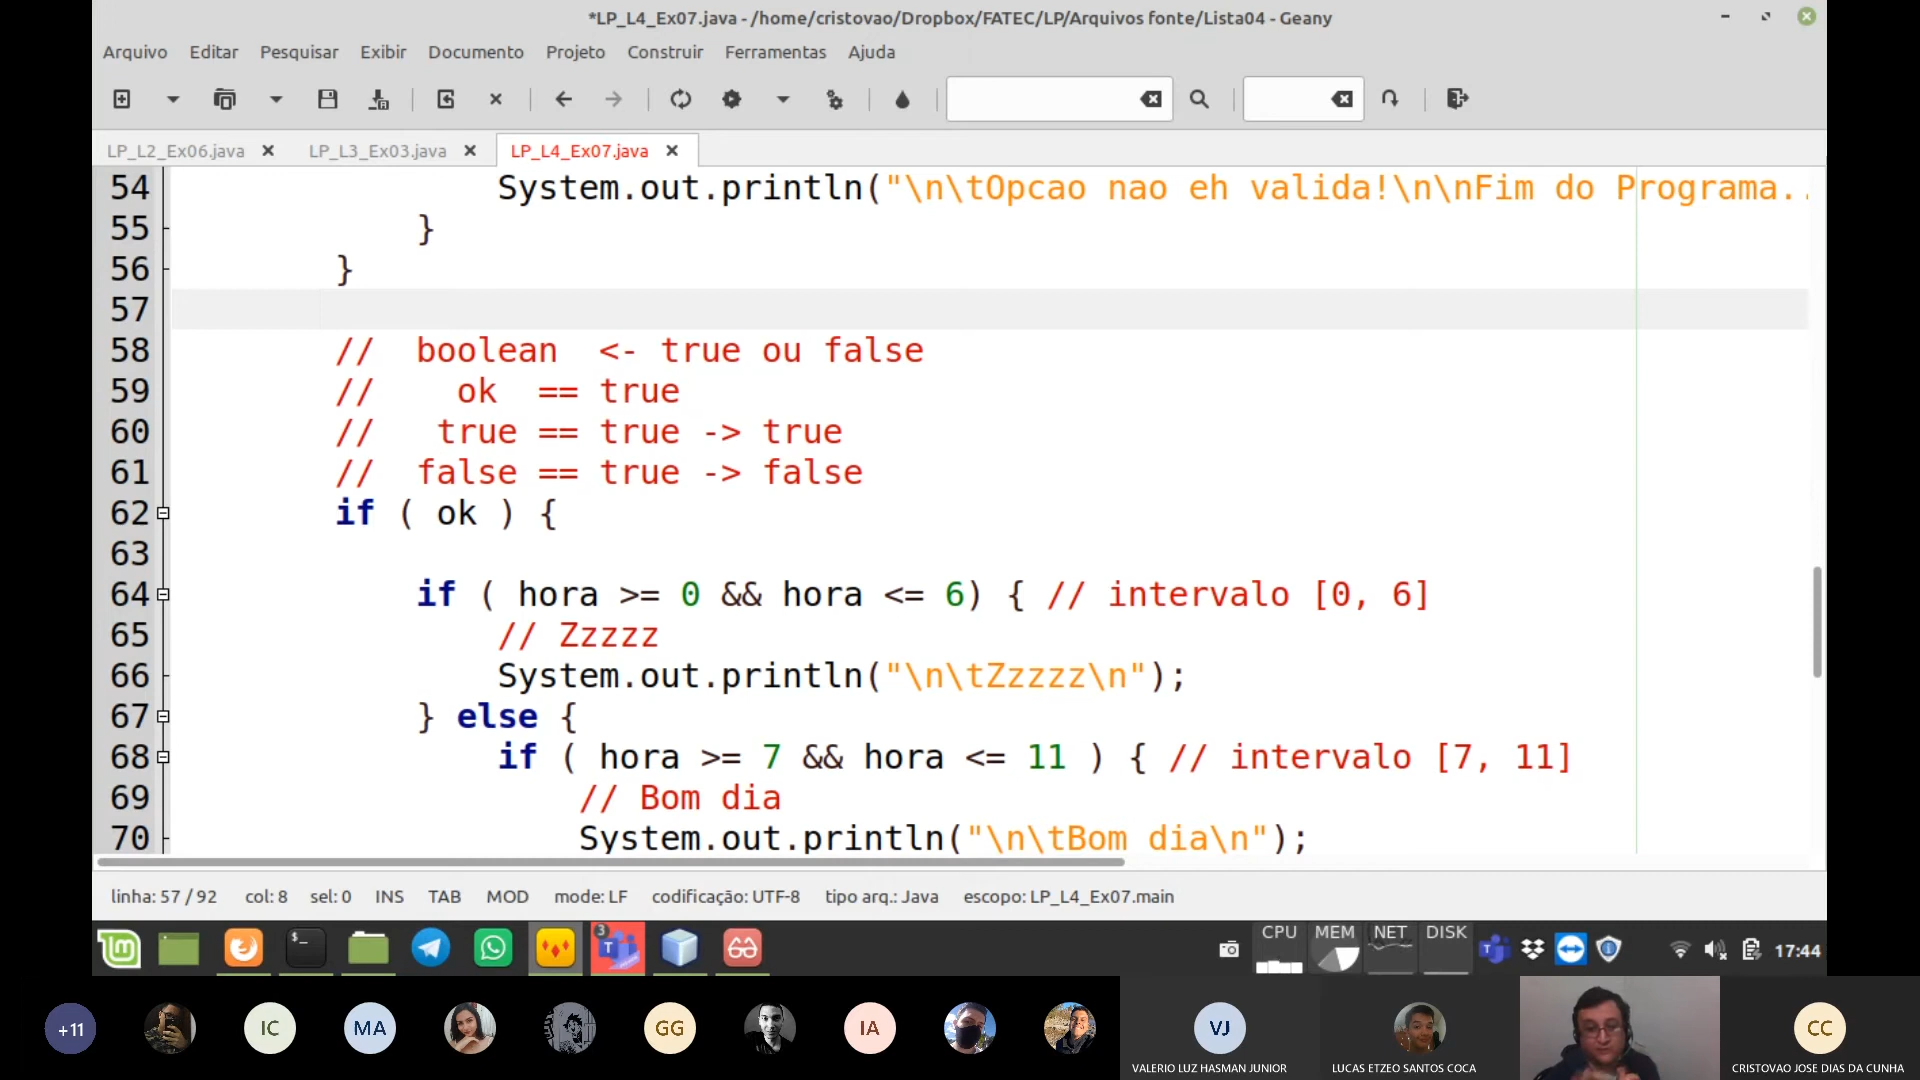 *LP_L4_Ex07.java - /home/cristovao/Dropbox/FATEC/LP/Arquivos fonte/Lista04 - Geany
Arquivo Editar Pesquisar Exibir Documento Projeto Construir Ferramentas Ajuda
LP_L2_Ex06.java LP_L3_Ex03.java LP_L4_Ex07.java
54 System.out.println("\n\tOpcao nao eh valida!\n\nFim do Programa..
55 }
56 }
57
58 // boolean <- true ou false
59 // ok == true
60 // true == true -> true
61 // false == true -> false
62 if ( ok ) {
63
64 if ( hora >= 0 && hora <= 6) { // intervalo [0, 6]
65 // Zzzzz
66 System.out.println("\n\tZzzzz\n");
67 } else {
68 if ( hora >= 7 && hora <= 11 ) { // intervalo [7, 11]
69 // Bom dia
70 System.out.println("\n\tBom dia\n");
linha: 57 / 92 col: 8 sel: 0 INS TAB MOD mode: LF codificação: UTF-8 tipo arq.: Java escopo: LP_L4_Ex07.main
3 CPU MEM NET DISK 17:44
+11 IC MA GG IA VJ CC
VALERIO LUZ HASMAN JUNIOR LUCAS ETZEO SANTOS COCA CRISTOVAO JOSE DIAS DA CUNHA